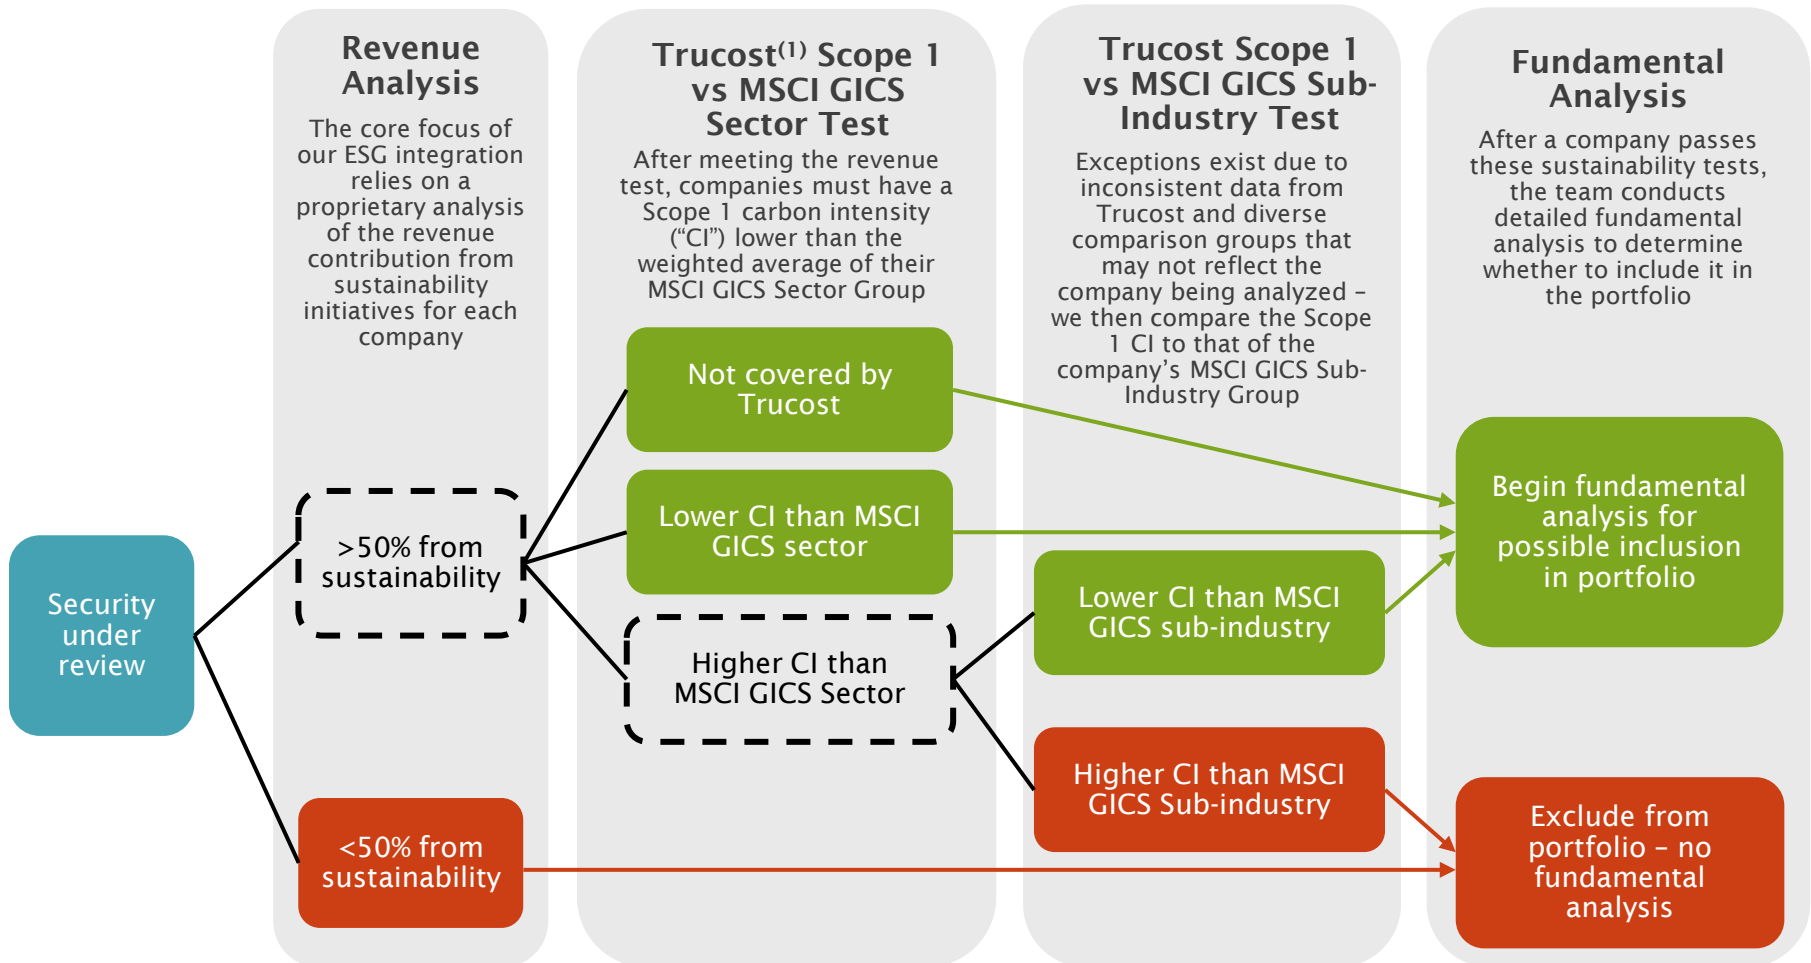 Revenue
Analysis
The core focus of
our ESG integration
relies on a
proprietary analysis
of the revenue
contribution from
sustainability
initiatives for each
company
Trucost(1) Scope 1
vs MSCI GICS
Sector Test
After meeting the revenue
test, companies must have a
Scope 1 carbon intensity
(“CI”) lower than the
weighted average of their
MSCI GICS Sector Group
Trucost Scope 1
vs MSCI GICS Sub-
Industry Test
Exceptions exist due to
inconsistent data from
Trucost and diverse
comparison groups that
may not reflect the
company being analyzed –
we then compare the Scope
1 CI to that of the
company’s MSCI GICS Sub-
Industry Group
Fundamental
Analysis
After a company passes
these sustainability tests,
the team conducts
detailed fundamental
analysis to determine
whether to include it in
the portfolio
Security
under
review
>50% from
sustainability
<50% from
sustainability
Not covered by
Trucost
Lower CI than MSCI
GICS sector
Higher CI than
MSCI GICS Sector
Lower CI than MSCI
GICS sub-industry
Higher CI than MSCI
GICS Sub-industry
Begin fundamental
analysis for
possible inclusion
in portfolio
Exclude from
portfolio – no
fundamental
analysis